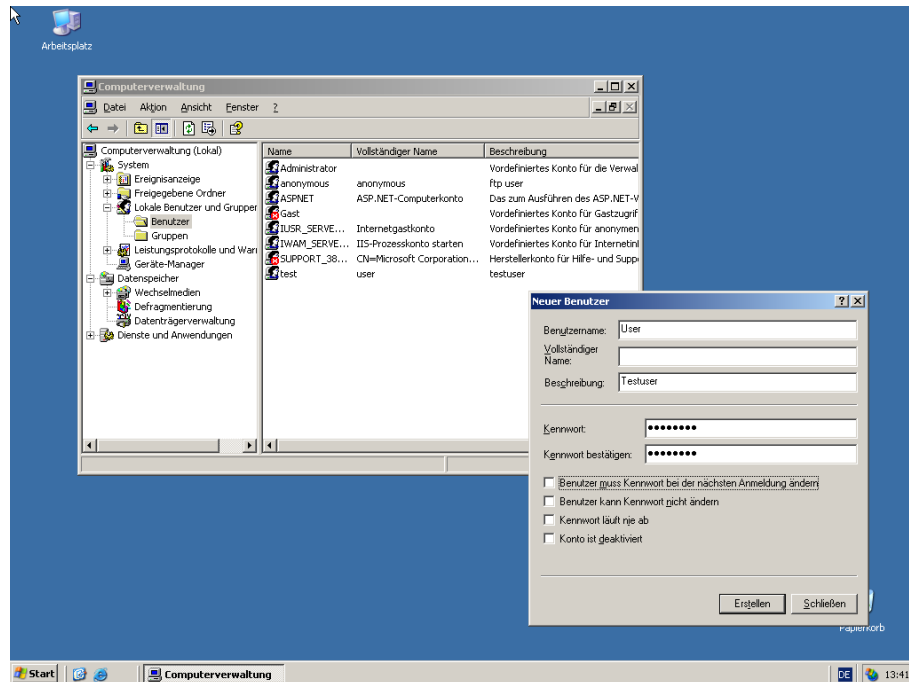 Arbeitsplatz
Computerverwaltung
Datei Aktion Ansicht Fenster ?
Computerverwaltung (Lokal)
System
Ereignisanzeige
Freigegebene Ordner
Lokale Benutzer und Gruppen
Benutzer
Gruppen
Leistungsprotokolle und Warn
Geräte-Manager
Datenspeicher
Wechselmedien
Defragmentierung
Datenträgerverwaltung
Dienste und Anwendungen
Name Vollständiger Name Beschreibung
Administrator Vordefiniertes Konto für die Verwal
anonymous anonymous ftp user
ASPNET ASP.NET-Computerkonto Das zum Ausführen des ASP.NET-V
Gast Vordefiniertes Konto für Gastzugrif
IUSR_SERVE... Internetgastkonto Vordefiniertes Konto für anonymen
IWAM_SERVE... IIS-Prozesskonto starten Vordefiniertes Konto für Internetinl
SUPPORT_38... CN=Microsoft Corporation... Herstellerkonto für Hilfe- und Suppo
test user testuser
Neuer Benutzer
Benutzername: User
Vollständiger
Name:
Beschreibung: Testuser
Kennwort: ●●●●●●●●
Kennwort bestätigen: ●●●●●●●●
Benutzer muss Kennwort bei der nächsten Anmeldung ändern
Benutzer kann Kennwort nicht ändern
Kennwort läuft nie ab
Konto ist deaktiviert
Erstellen Schließen
Papierkorb
Start Computerverwaltung DE 13:41